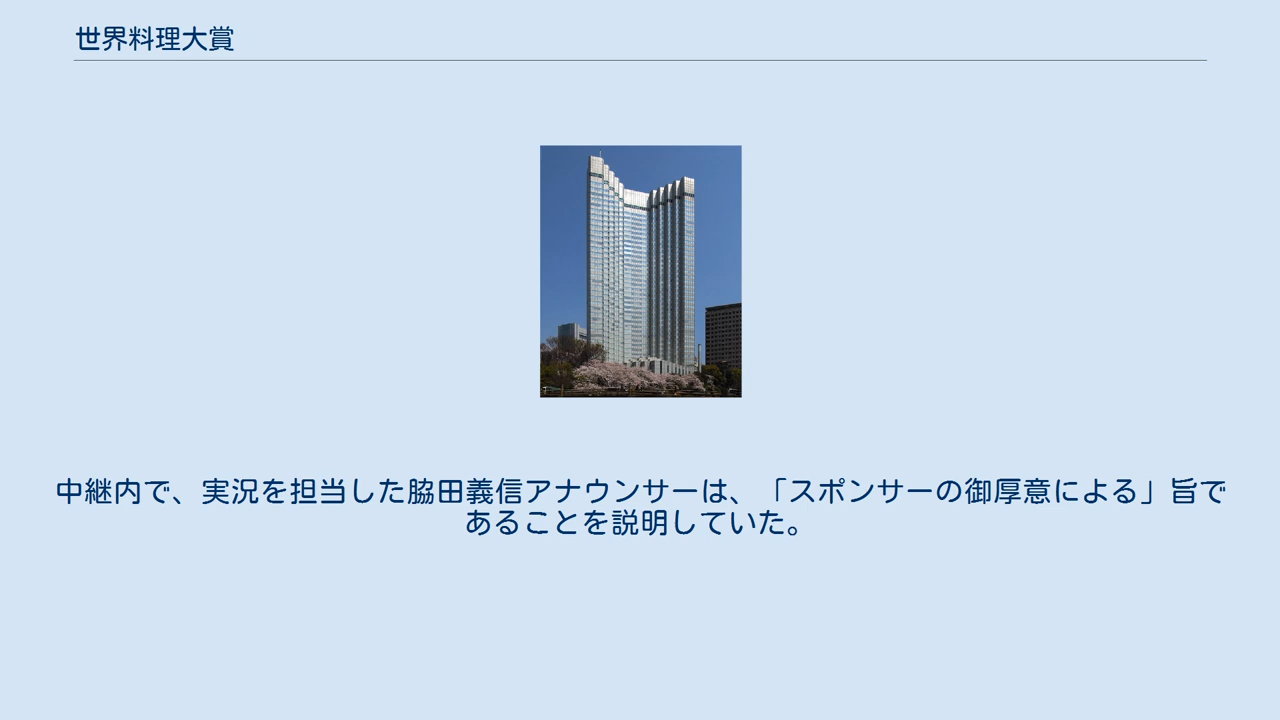 世界料理大賞
中継内で、実況を担当した脇田義信アナウンサーは、「スポンサーの御厚意による」旨で
あることを説明していた。